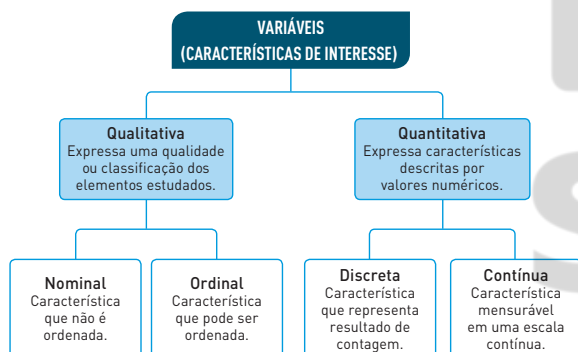 VARIÁVEIS
(CARACTERÍSTICAS DE INTERESSE)
Qualitativa
Expressa uma qualidade
ou classificação dos
elementos estudados.
Quantitativa
Expressa características
descritas por
valores numéricos.
Nominal
Característica
que não é
ordenada.
Ordinal
Característica
que pode ser
ordenada.
Discreta
Característica
que representa
resultado de
contagem.
Contínua
Característica
mensurável
em uma escala
contínua.